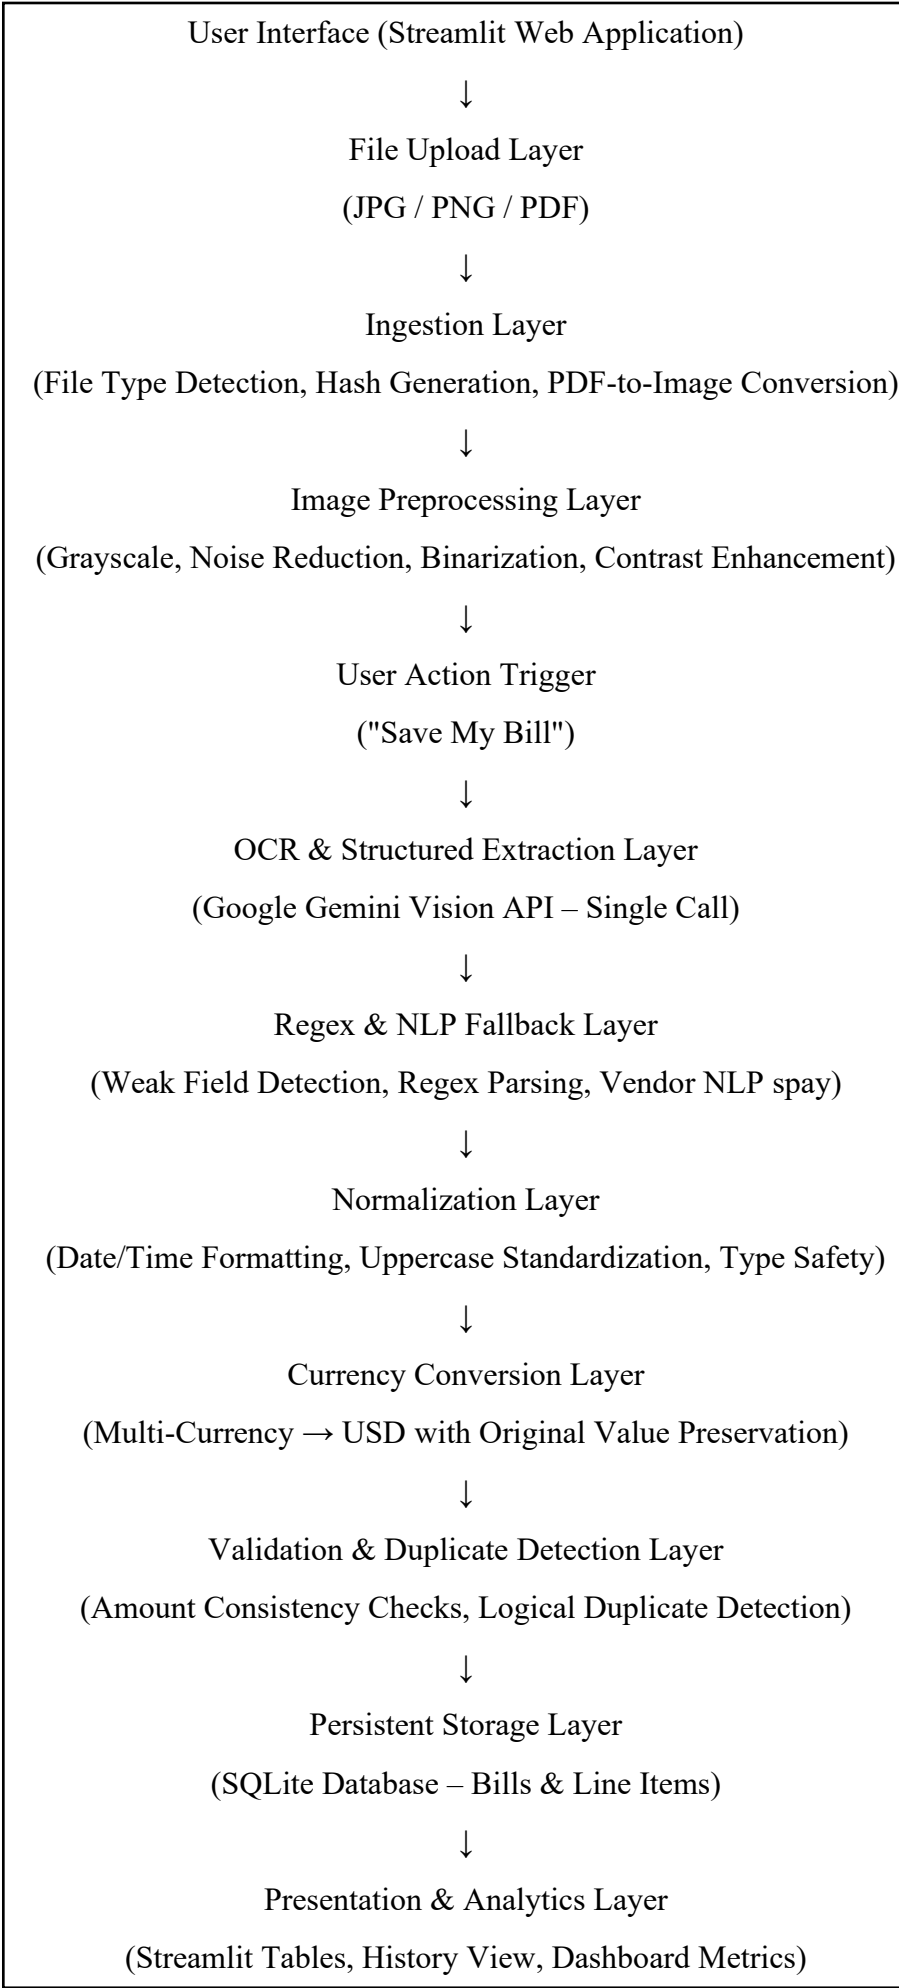 User Interface (Streamlit Web Application)
↓
File Upload Layer
(JPG / PNG / PDF)
↓
Ingestion Layer
(File Type Detection, Hash Generation, PDF-to-Image Conversion)
↓
Image Preprocessing Layer
(Grayscale, Noise Reduction, Binarization, Contrast Enhancement)
↓
User Action Trigger
("Save My Bill")
↓
OCR & Structured Extraction Layer
(Google Gemini Vision API – Single Call)
↓
Regex & NLP Fallback Layer
(Weak Field Detection, Regex Parsing, Vendor NLP spay)
↓
Normalization Layer
(Date/Time Formatting, Uppercase Standardization, Type Safety)
↓
Currency Conversion Layer
(Multi-Currency → USD with Original Value Preservation)
↓
Validation & Duplicate Detection Layer
(Amount Consistency Checks, Logical Duplicate Detection)
↓
Persistent Storage Layer
(SQLite Database – Bills & Line Items)
↓
Presentation & Analytics Layer
(Streamlit Tables, History View, Dashboard Metrics)